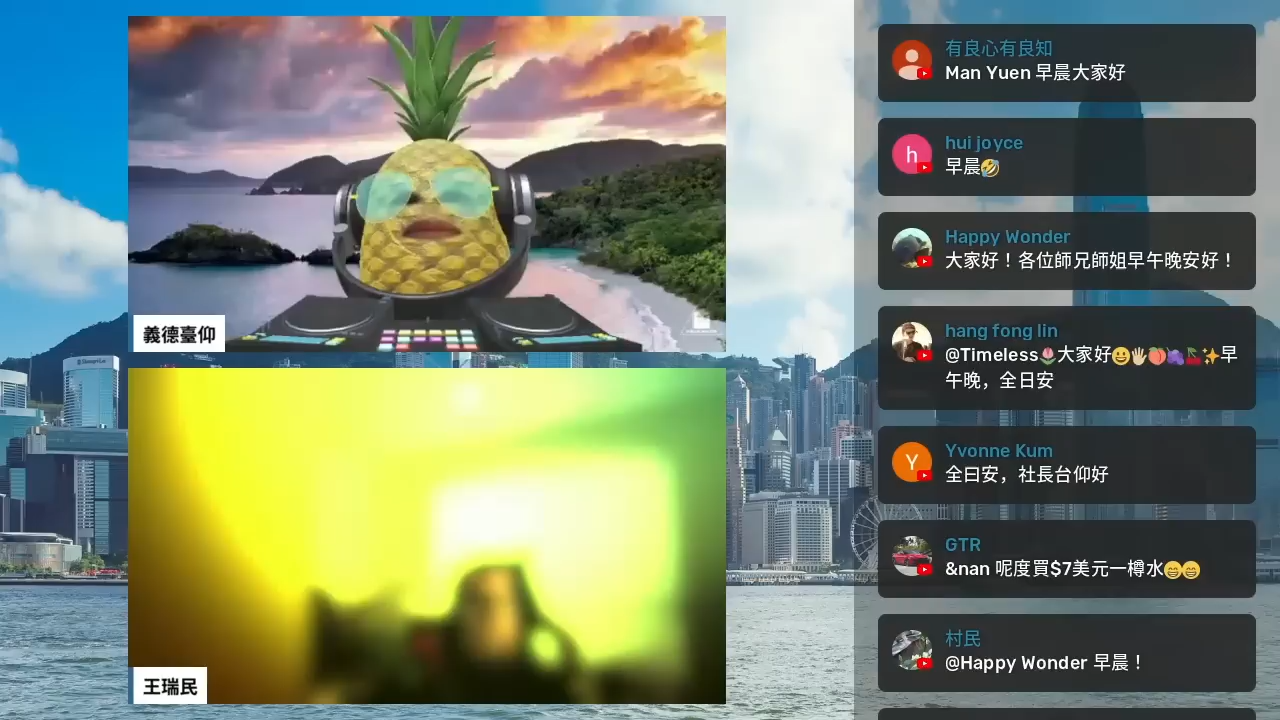 義德臺仰
王瑞民
有良心有良知
Man Yuen 早晨大家好
hui joyce
早晨🤣
Happy Wonder
大家好！各位師兄師姐早午晚安好！
hang fong lin
@Timeless🌷大家好😀🖐🍑🍇🍒✨早
午晚，全日安
Yvonne Kum
全曰安，社長台仰好
GTR
&nan 呢度買$7美元一樽水😁😁
村民
@Happy Wonder 早晨！